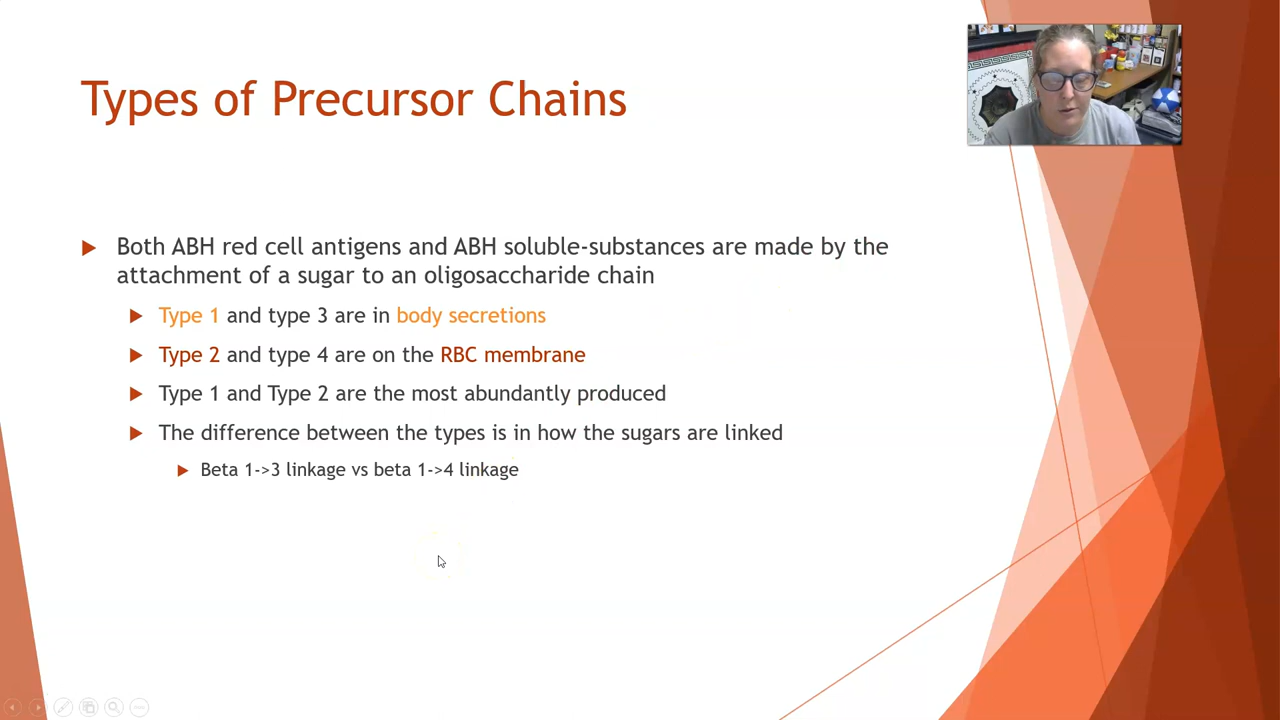 Types of Precursor Chains
Both ABH red cell antigens and ABH soluble-substances are made by the
attachment of a sugar to an oligosaccharide chain
Type 1 and type 3 are in body secretions
Type 2 and type 4 are on the RBC membrane
Type 1 and Type 2 are the most abundantly produced
The difference between the types is in how the sugars are linked
Beta 1->3 linkage vs beta 1->4 linkage